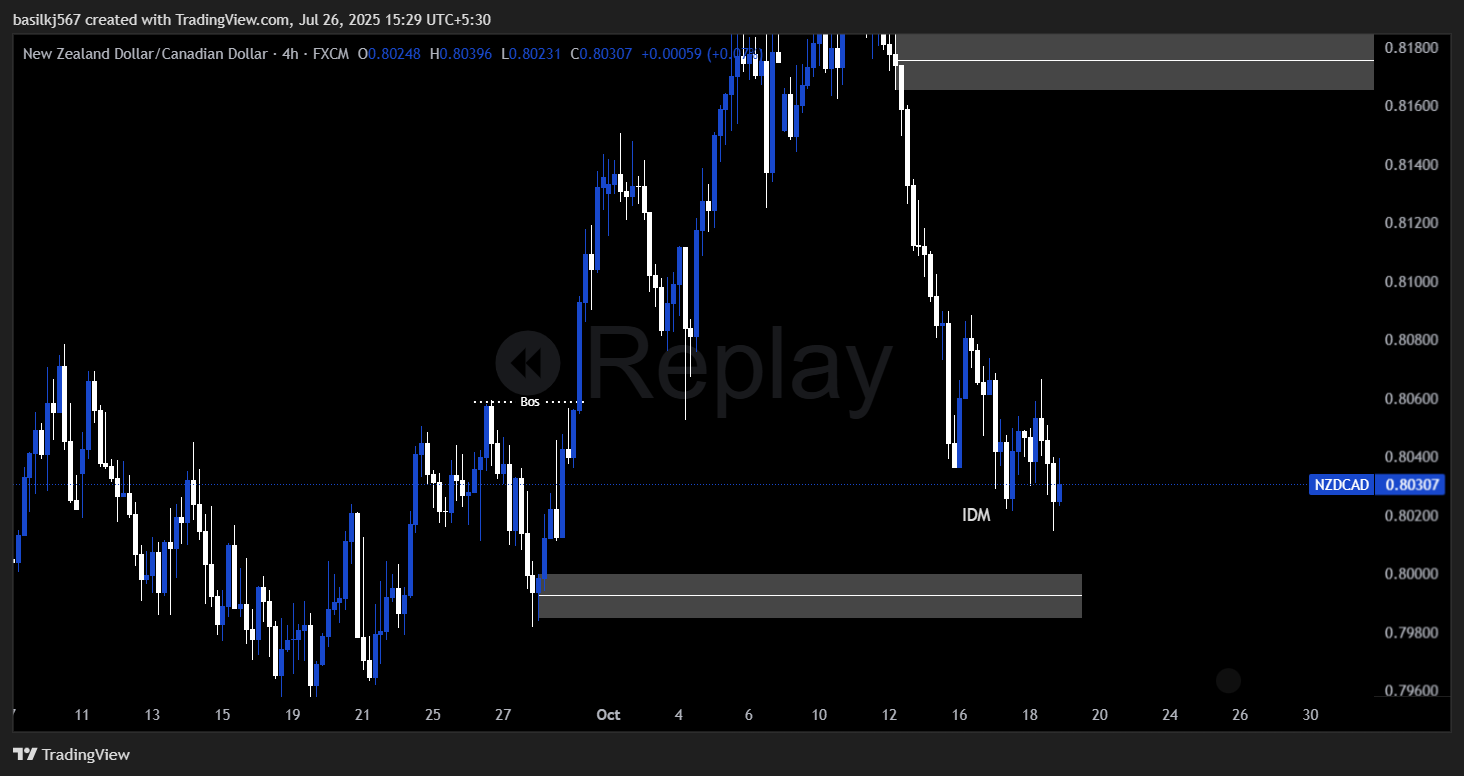 basilkj567 created with TradingView.com, Jul 26, 2025 15:29 UTC+5:30
New Zealand Dollar/Canadian Dollar · 4h · FXCM O0.80248 H0.80396 L0.80231 C0.80307 +0.00059
0.81800
0.81600
0.81400
0.81200
0.81000
0.80800
Replay
Bos
0.80600
0.80400
NZDCAD 0.80307
IDM
0.80200
0.80000
0.79800
0.79600
11 13 15 19 21 25 27 Oct 4 6 10 12 16 18 20 24 26 30
TradingView